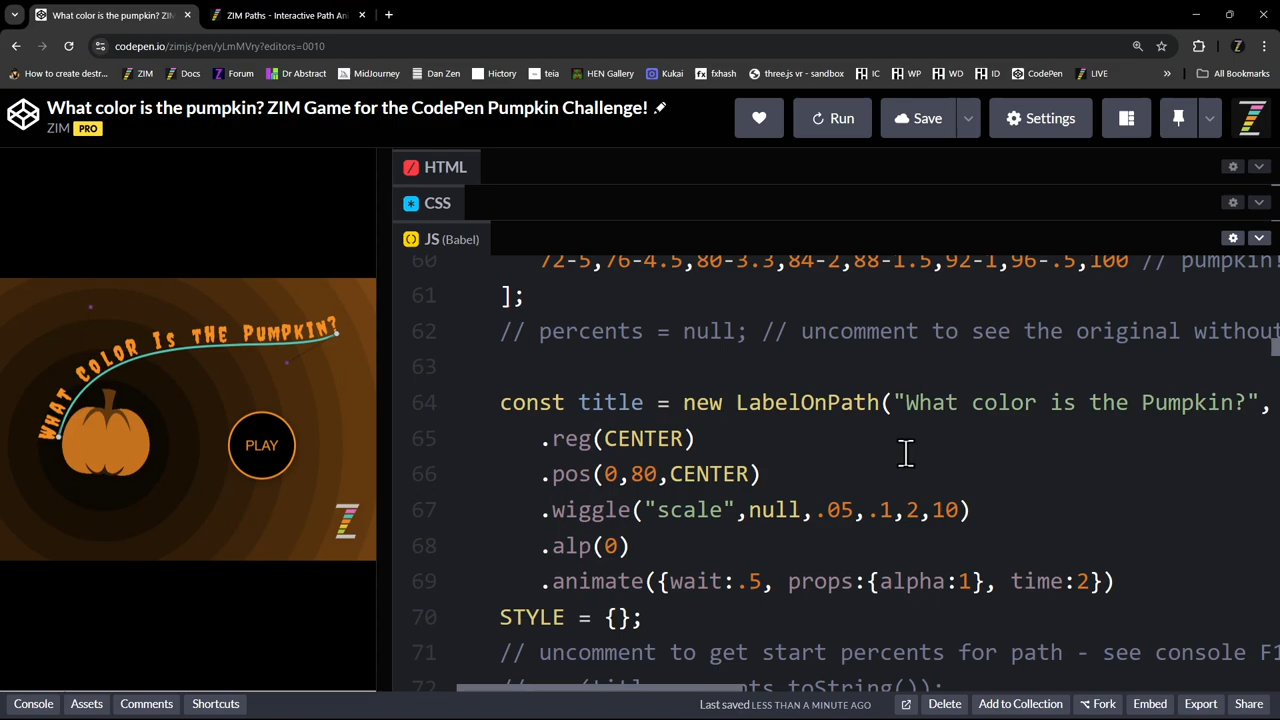 What color is the pumpkin? ZIM
ZIM Paths - Interactive Path An
codepen.io/zimjs/pen/yLmMVry?editors=0010
How to create destr... ZIM Docs Forum Dr Abstract MidJourney Dan Zen Hictory teia HEN Gallery Kukai fxhash three.js vr - sandbox IC WP WD ID CodePen LIVE » All Bookmarks
What color is the pumpkin? ZIM Game for the CodePen Pumpkin Challenge!
ZIM PRO
Run Save Settings
HTML
CSS
JS (Babel)
60 72-5,76-4.5,80-3.3,84-2,88-1.5,92-1,96-.5,100 // pumpkin!
61 ];
62 // percents = null; // uncomment to see the original without
63
64 const title = new LabelOnPath("What color is the Pumpkin?",
65 .reg(CENTER)
66 .pos(0,80,CENTER)
67 .wiggle("scale",null,.05,.1,2,10)
68 .alp(0)
69 .animate({wait:.5, props:{alpha:1}, time:2})
70 STYLE = {};
71 // uncomment to get start percents for path - see console F1
72
What Color Is the Pumpkin?
PLAY
Console Assets Comments Shortcuts Last saved LESS THAN A MINUTE AGO Delete Add to Collection Fork Embed Export Share